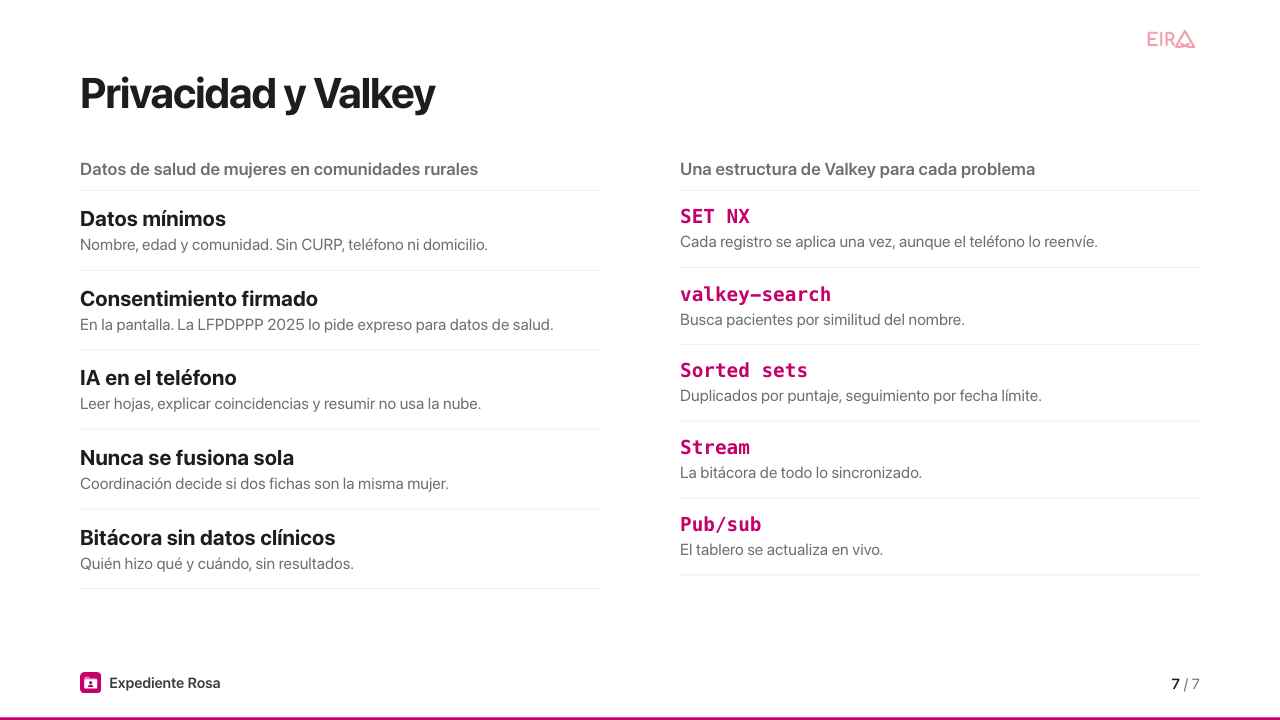 EIRA
Privacidad y Valkey
Datos de salud de mujeres en comunidades rurales
Datos mínimos
Nombre, edad y comunidad. Sin CURP, teléfono ni domicilio.
Consentimiento firmado
En la pantalla. La LFPDPPP 2025 lo pide expreso para datos de salud.
IA en el teléfono
Leer hojas, explicar coincidencias y resumir no usa la nube.
Nunca se fusiona sola
Coordinación decide si dos fichas son la misma mujer.
Bitácora sin datos clínicos
Quién hizo qué y cuándo, sin resultados.
Una estructura de Valkey para cada problema
SET NX
Cada registro se aplica una vez, aunque el teléfono lo reenvíe.
valkey-search
Busca pacientes por similitud del nombre.
Sorted sets
Duplicados por puntaje, seguimiento por fecha límite.
Stream
La bitácora de todo lo sincronizado.
Pub/sub
El tablero se actualiza en vivo.
Expediente Rosa
7 / 7